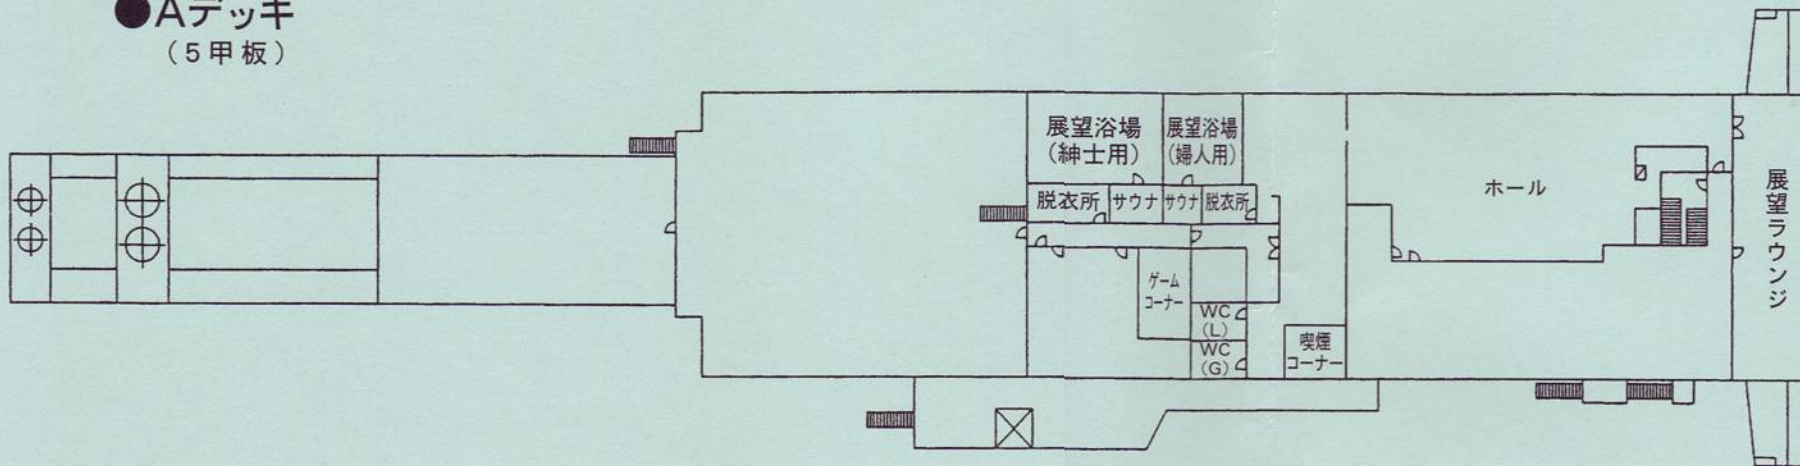 ●Aデッキ
(5甲板)
展望浴場
(紳士用)
展望浴場
(婦人用)
脱衣所
サウナ
サウナ
脱衣所
ゲーム
コーナー
WC
(L)
WC
(G)
喫煙
コーナー
ホール
展望ラウンジ